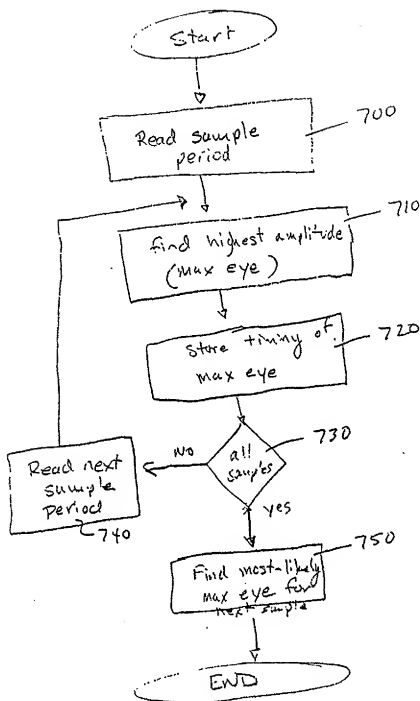 Start
Read sample
period
700
find highest amplitude
(max eye)
710
store timing of
max eye
720
all
samples
730
NO
Read next
sample
period
740
yes
Find most-likely
max eye for
next sample
750
END